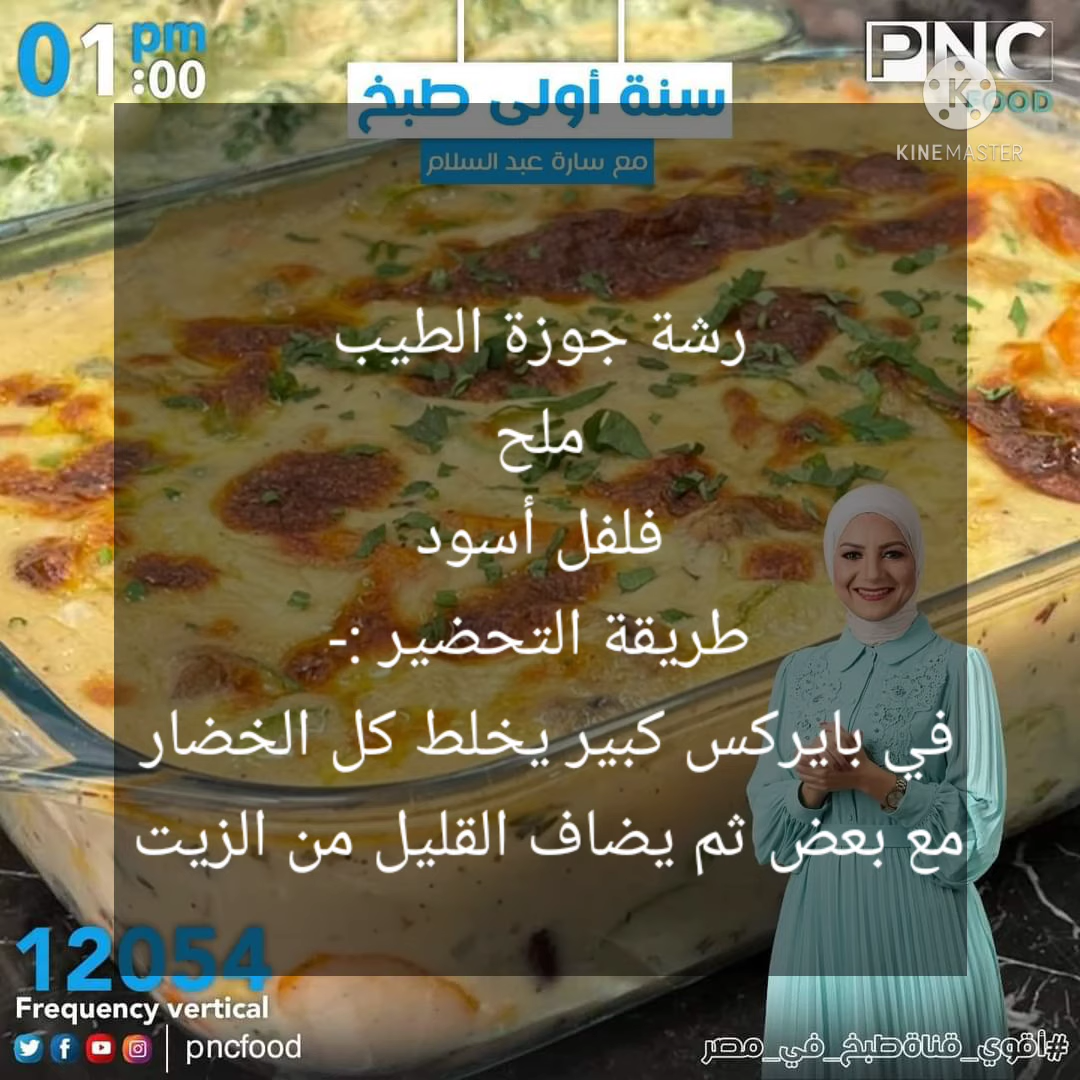 01 pm
:00
PNC
FOOD
KINEMASTER
سنة أولى طبخ
مع سارة عبد السلام
رشة جوزة الطيب
ملح
فلفل أسود
طريقة التحضير :-
في بايركس كبير يخلط كل الخضار
مع بعض ثم يضاف القليل من الزيت
12054
Frequency vertical
pncfood
#أقوي_قناة_طبخ_في_مصر